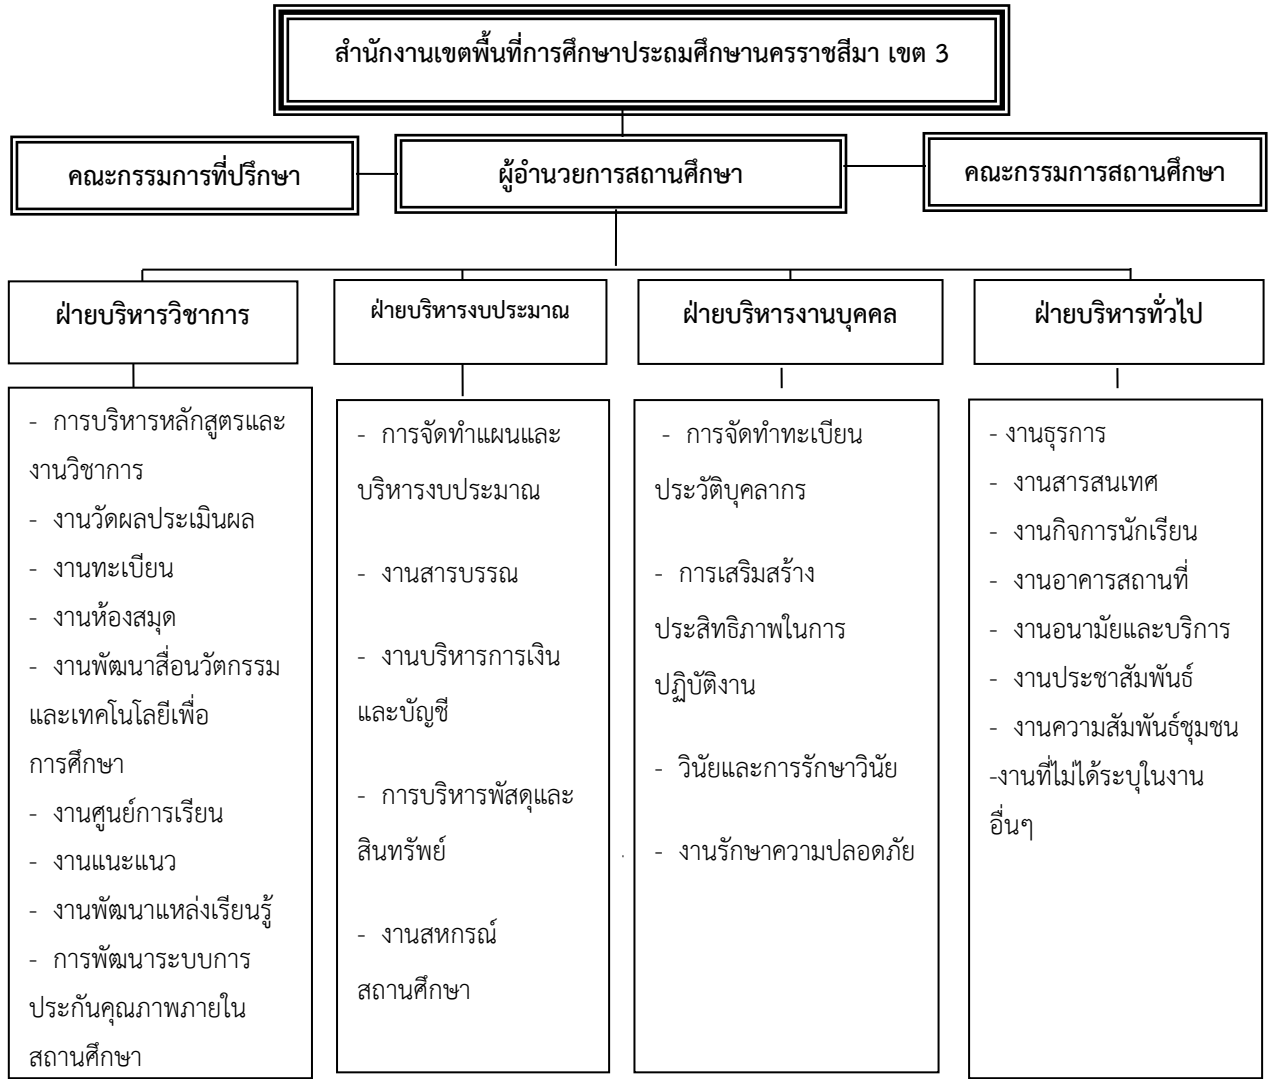 สำนักงานเขตพื้นที่การศึกษาประถมศึกษานครราชสีมา เขต 3
คณะกรรมการที่ปรึกษา
ผู้อำนวยการสถานศึกษา
คณะกรรมการสถานศึกษา
ฝ่ายบริหารวิชาการ
ฝ่ายบริหารงบประมาณ
ฝ่ายบริหารงานบุคคล
ฝ่ายบริหารทั่วไป
- การบริหารหลักสูตรและ
งานวิชาการ
- งานวัดผลประเมินผล
- งานทะเบียน
- งานห้องสมุด
- งานพัฒนาสื่อนวัตกรรม
และเทคโนโลยีเพื่อ
การศึกษา
- งานศูนย์การเรียน
- งานแนะแนว
- งานพัฒนาแหล่งเรียนรู้
- การพัฒนาระบบการ
ประกันคุณภาพภายใน
สถานศึกษา
- การจัดทำแผนและ
บริหารงบประมาณ
- งานสารบรรณ
- งานบริหารการเงิน
และบัญชี
- การบริหารพัสดุและ
สินทรัพย์
- งานสหกรณ์
สถานศึกษา
- การจัดทำทะเบียน
ประวัติบุคลากร
- การเสริมสร้าง
ประสิทธิภาพในการ
ปฏิบัติงาน
- วินัยและการรักษาวินัย
- งานรักษาความปลอดภัย
- งานธุรการ
- งานสารสนเทศ
- งานกิจการนักเรียน
- งานอาคารสถานที่
- งานอนามัยและบริการ
- งานประชาสัมพันธ์
- งานความสัมพันธ์ชุมชน
-งานที่ไม่ได้ระบุในงาน
อื่นๆ